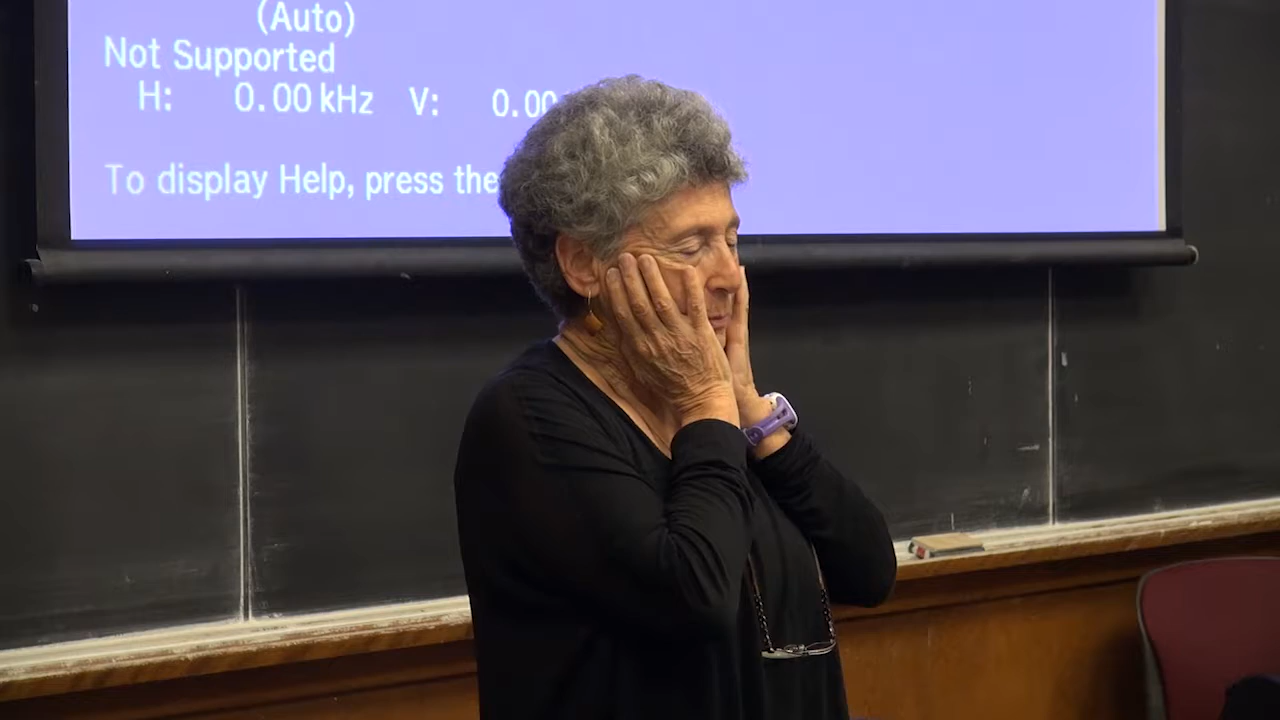 (Auto)
Not Supported
H: 0.00 kHz V: 0.00
To display Help, press the